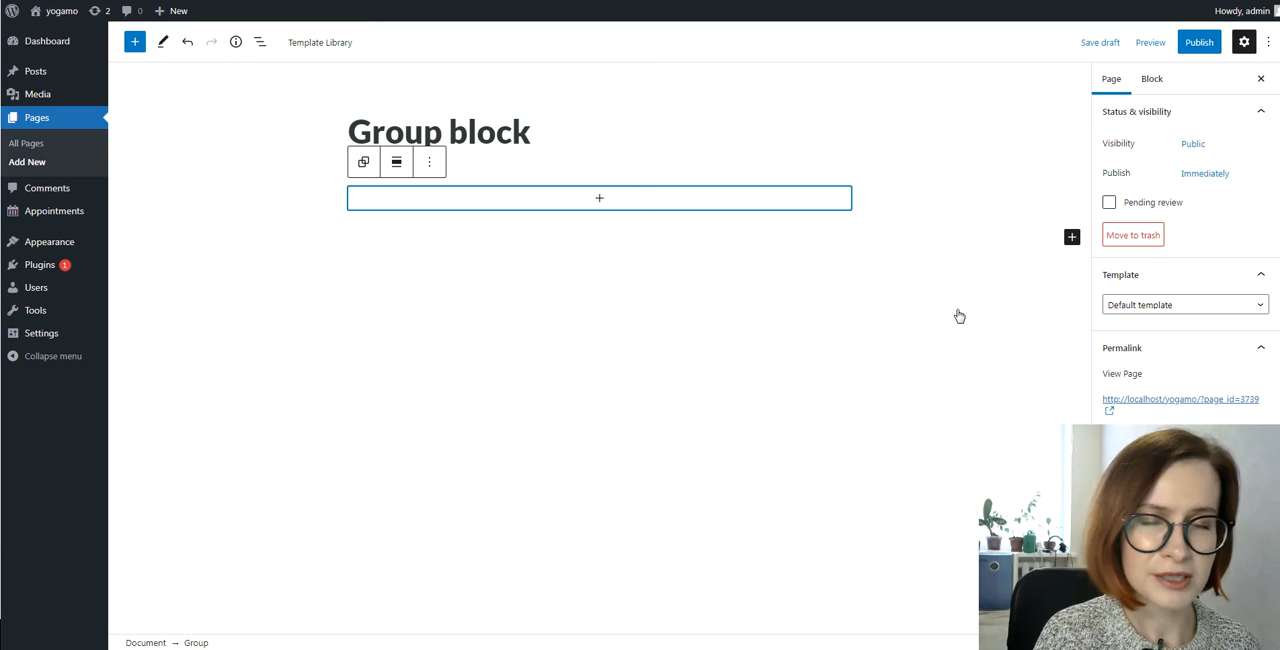 yogamo 2 0 New Howdy, admin
Dashboard
Posts
Media
Pages
All Pages
Add New
Comments
Appointments
Appearance
Plugins 1
Users
Tools
Settings
Collapse menu
Template Library
Save draft Preview Publish
Group block
Page Block
Status & visibility
Visibility Public
Publish Immediately
Pending review
Move to trash
Template
Default template
Permalink
View Page
http://localhost/yogamo/?page_id=3739
Document → Group